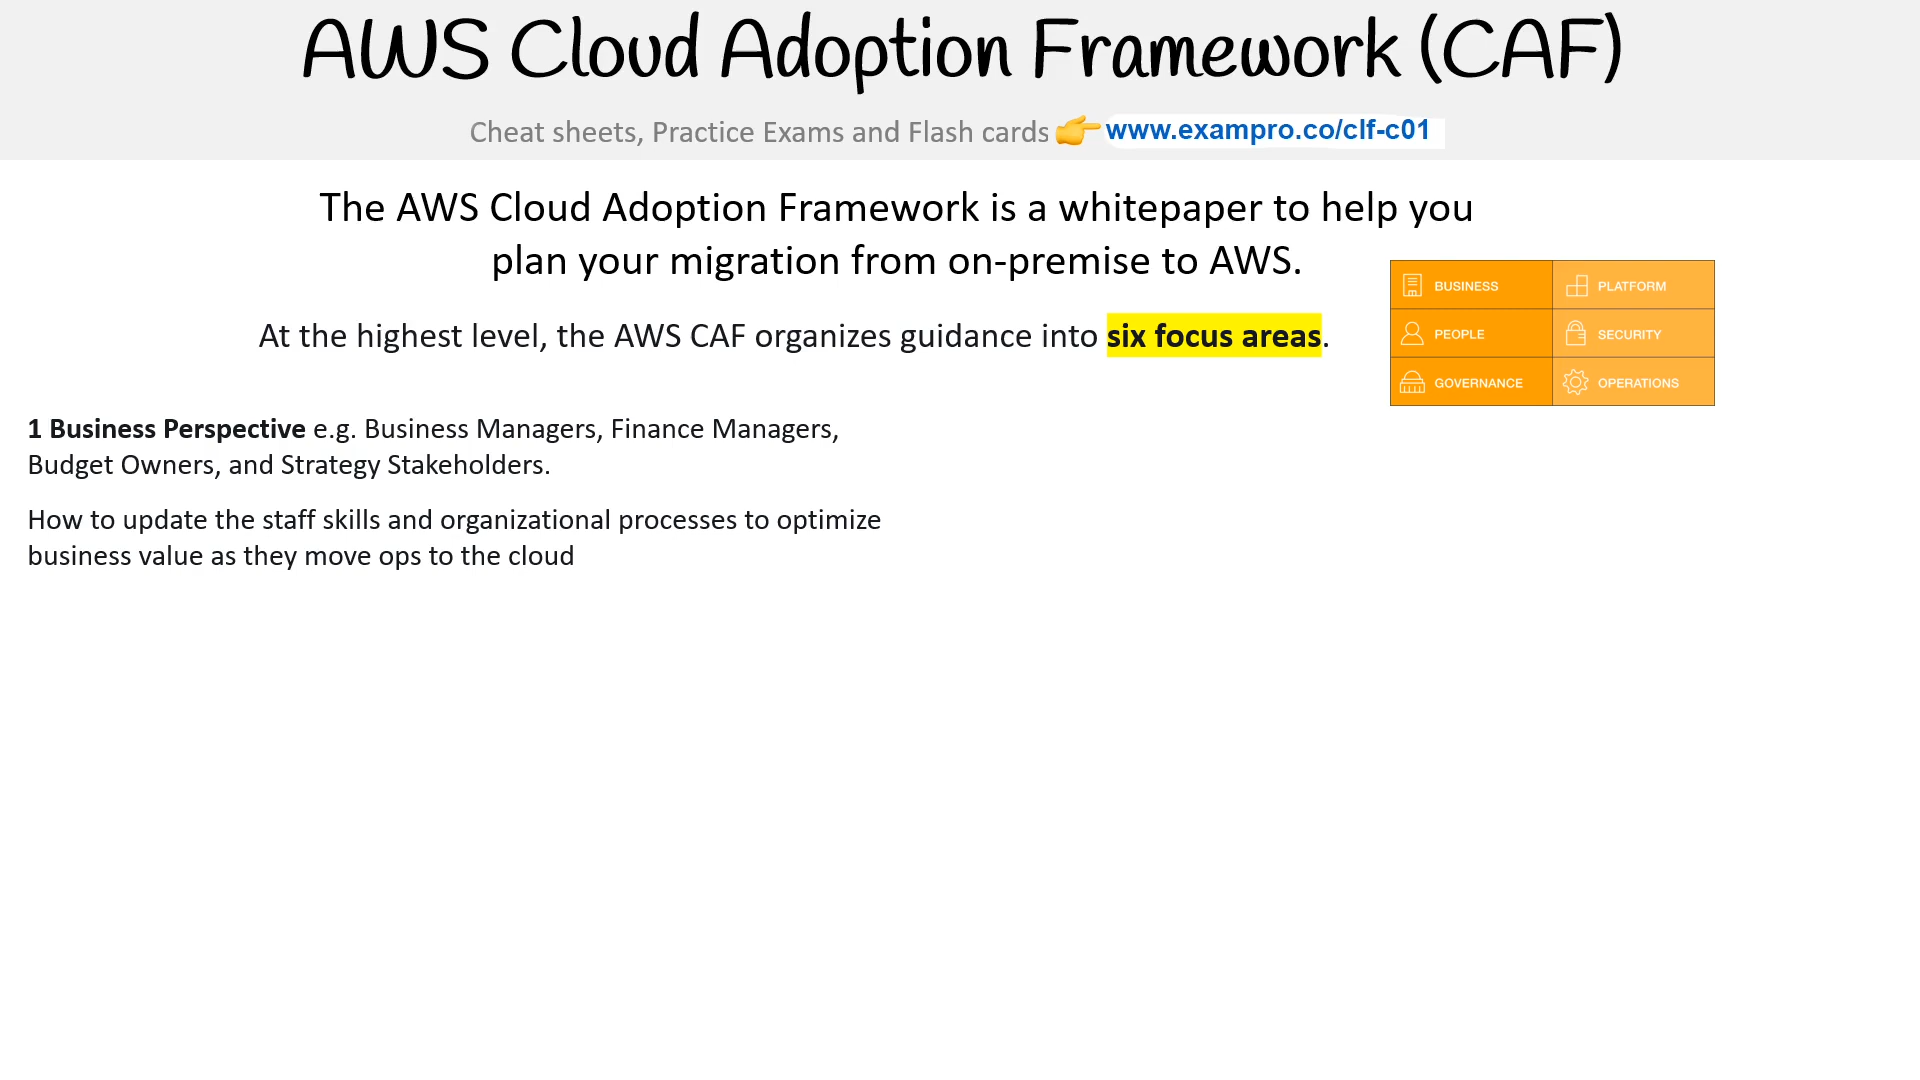 AWS Cloud Adoption Framework (CAF)
Cheat sheets, Practice Exams and Flash cards 👉 www.exampro.co/clf-c01
The AWS Cloud Adoption Framework is a whitepaper to help you
plan your migration from on-premise to AWS.
At the highest level, the AWS CAF organizes guidance into six focus areas.
BUSINESS
PLATFORM
PEOPLE
SECURITY
GOVERNANCE
OPERATIONS
1 Business Perspective e.g. Business Managers, Finance Managers,
Budget Owners, and Strategy Stakeholders.
How to update the staff skills and organizational processes to optimize
business value as they move ops to the cloud